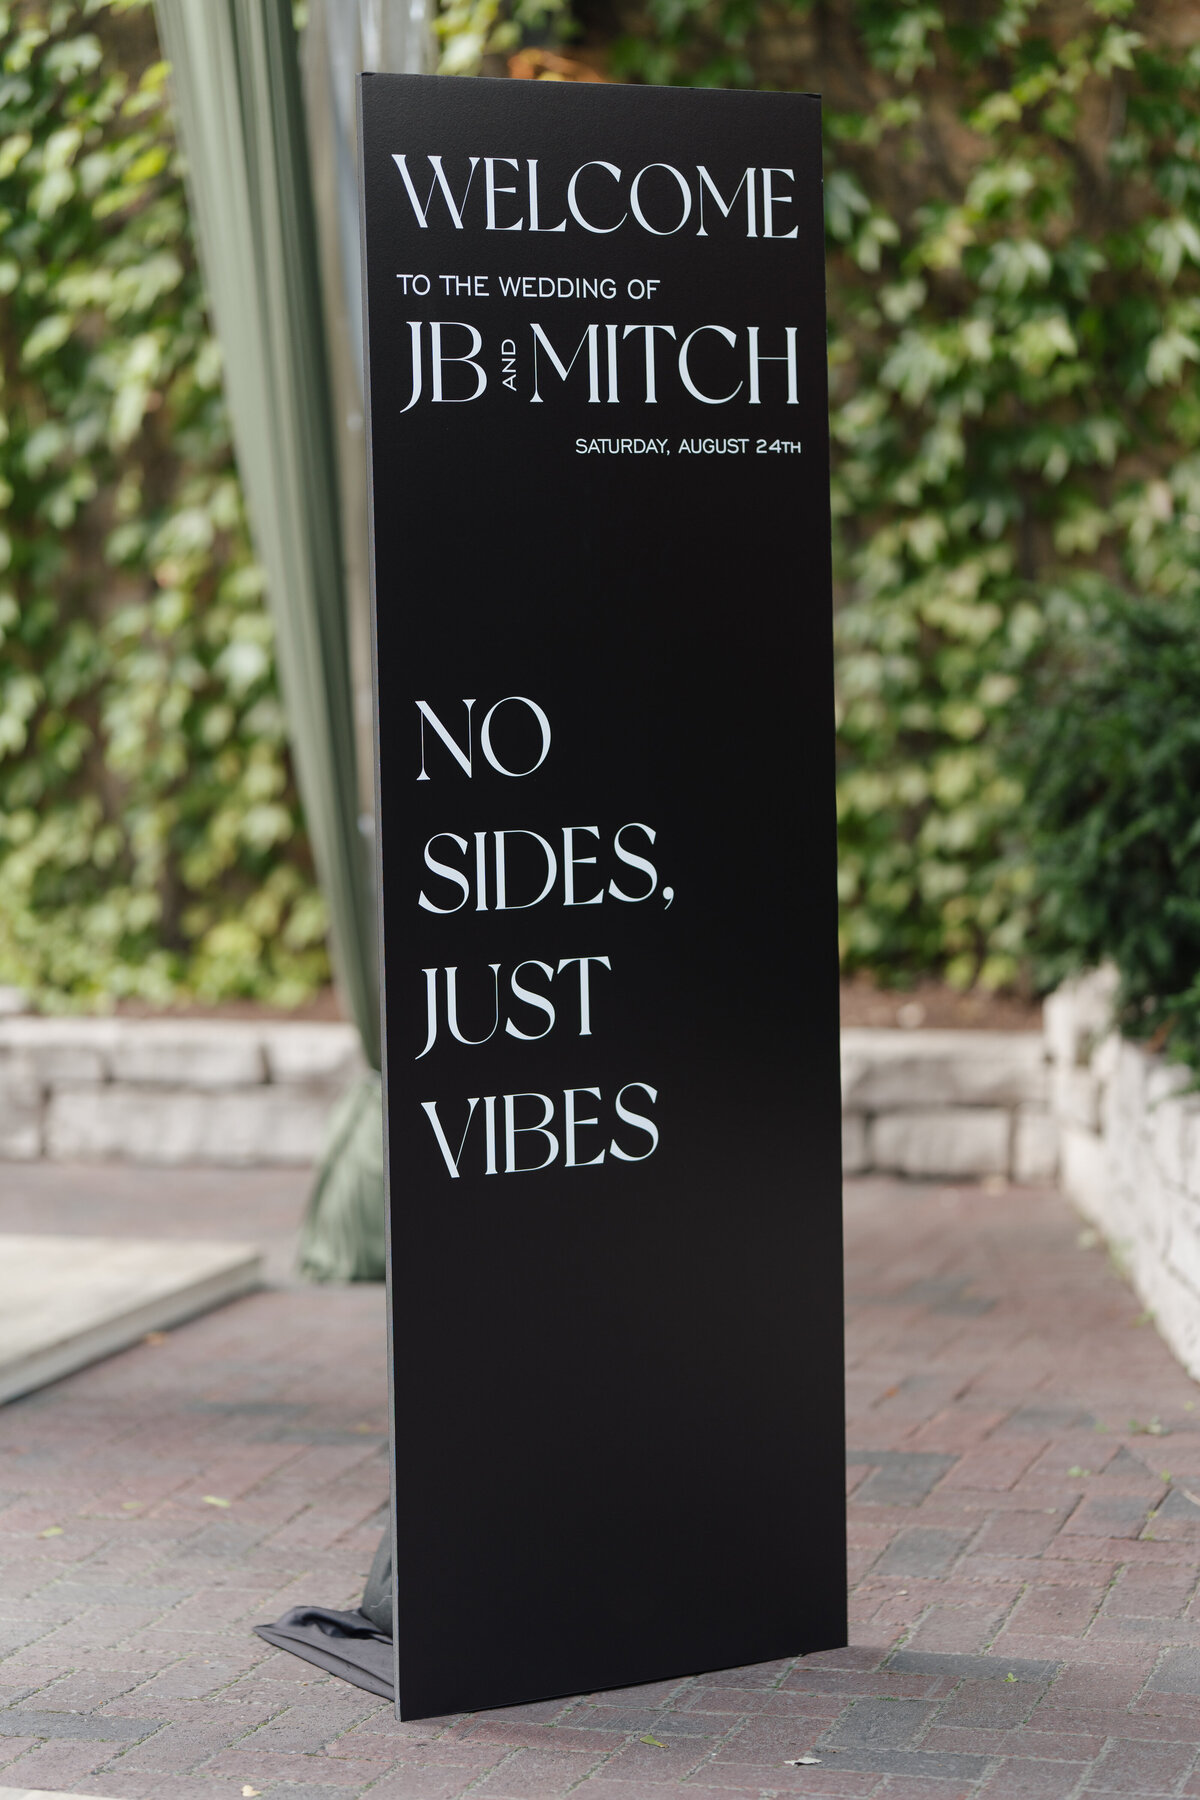 WELCOME
TO THE WEDDING OF
JB AND MITCH
SATURDAY, AUGUST 24TH
NO
SIDES,
JUST
VIBES